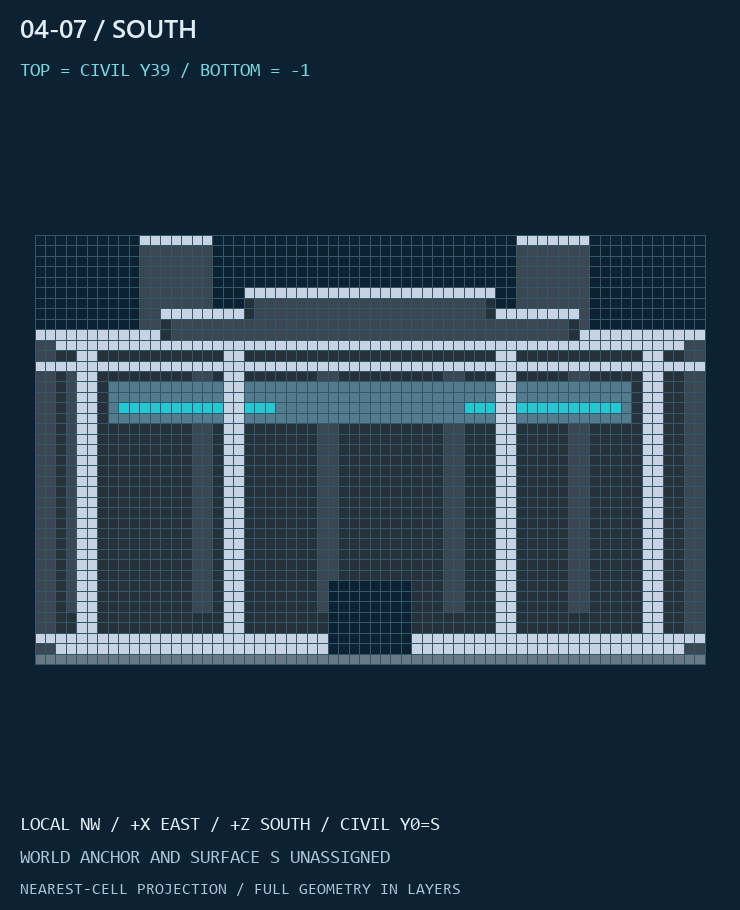 04-07 / SOUTH
TOP = CIVIL Y39 / BOTTOM = -1
LOCAL NW / +X EAST / +Z SOUTH / CIVIL Y0=S
WORLD ANCHOR AND SURFACE S UNASSIGNED
NEAREST-CELL PROJECTION / FULL GEOMETRY IN LAYERS